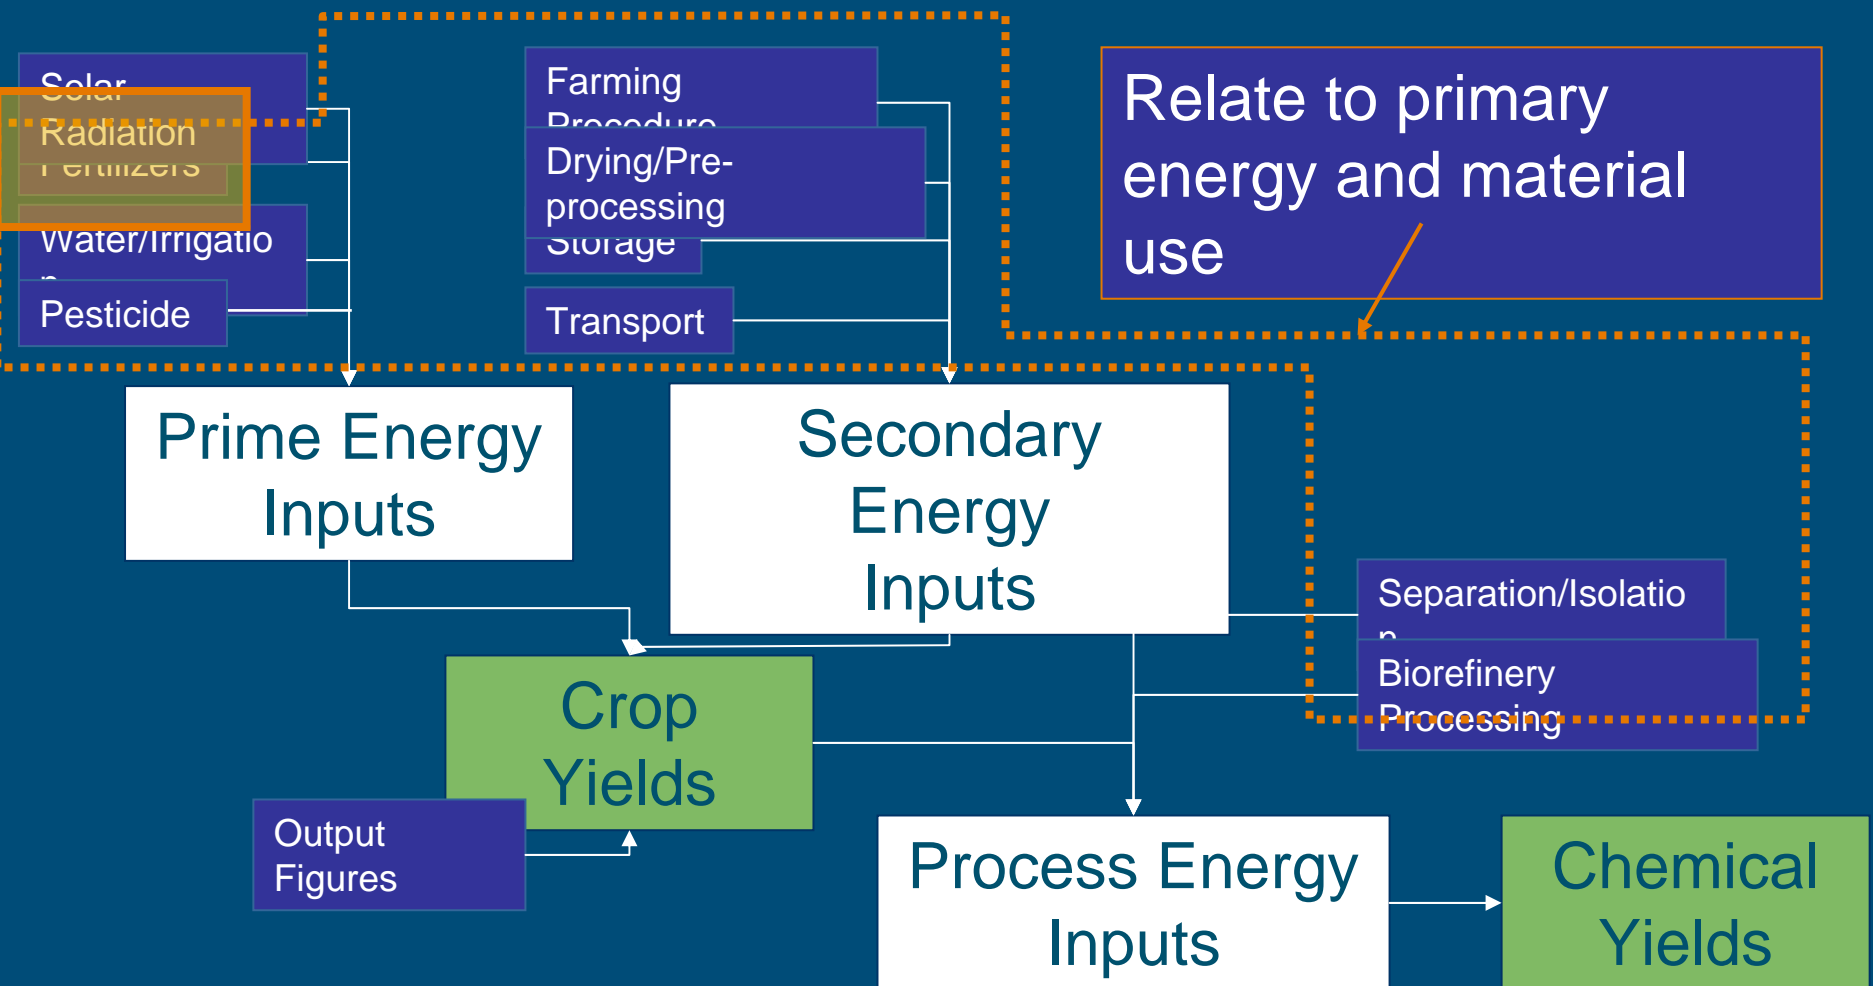 Solar
Radiation
Fertilizers
Water/Irrigatio
n
Pesticide
Farming
Procedure
Drying/Pre-
processing
Storage
Transport
Relate to primary
energy and material
use
Prime Energy
Inputs
Secondary
Energy
Inputs
Separation/Isolatio
n
Biorefinery
Processing
Crop
Yields
Output
Figures
Process Energy
Inputs
Chemical
Yields